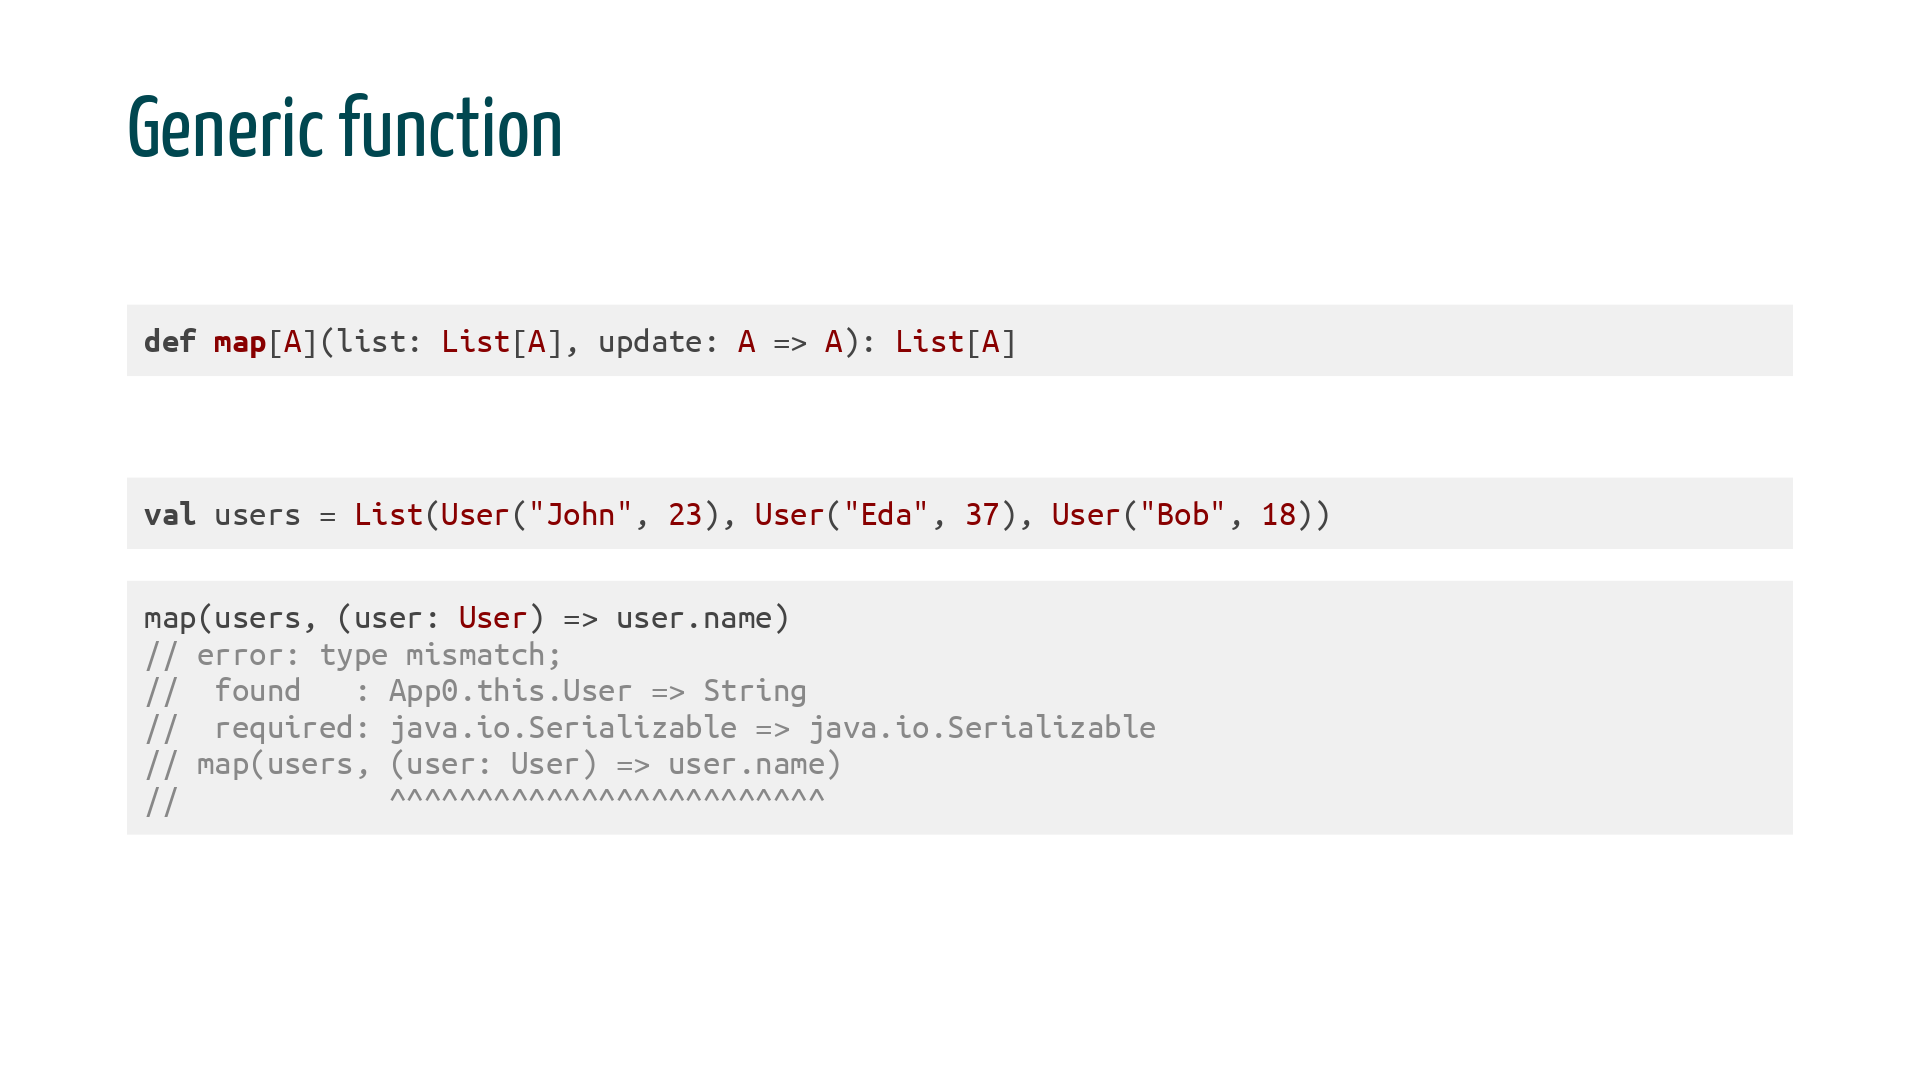 Generic function
def map[A](list: List[A], update: A => A): List[A]
val users = List(User("John", 23), User("Eda", 37), User("Bob", 18))
map(users, (user: User) => user.name)
// error: type mismatch;
//  found   : App0.this.User => String
//  required: java.io.Serializable => java.io.Serializable
// map(users, (user: User) => user.name)
//            ^^^^^^^^^^^^^^^^^^^^^^^^^